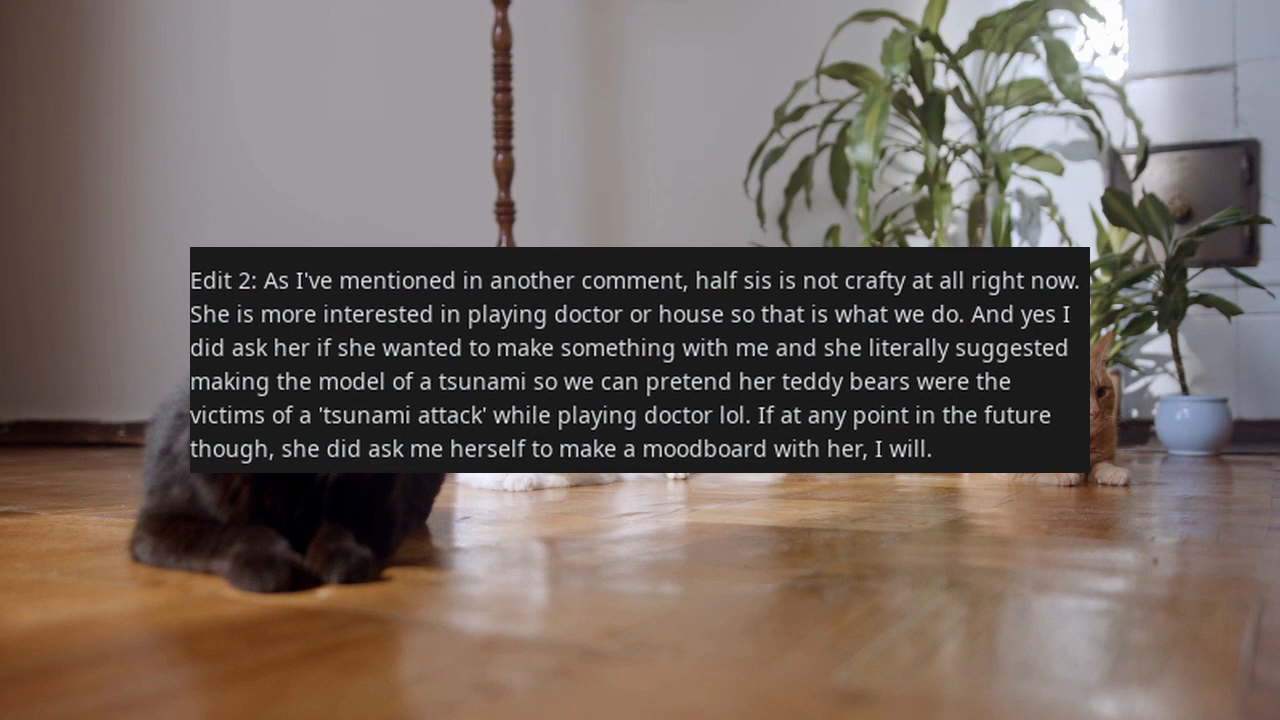 Edit 2: As I've mentioned in another comment, half sis is not crafty at all right now.
She is more interested in playing doctor or house so that is what we do. And yes I
did ask her if she wanted to make something with me and she literally suggested
making the model of a tsunami so we can pretend her teddy bears were the
victims of a 'tsunami attack' while playing doctor lol. If at any point in the future
though, she did ask me herself to make a moodboard with her, I will.